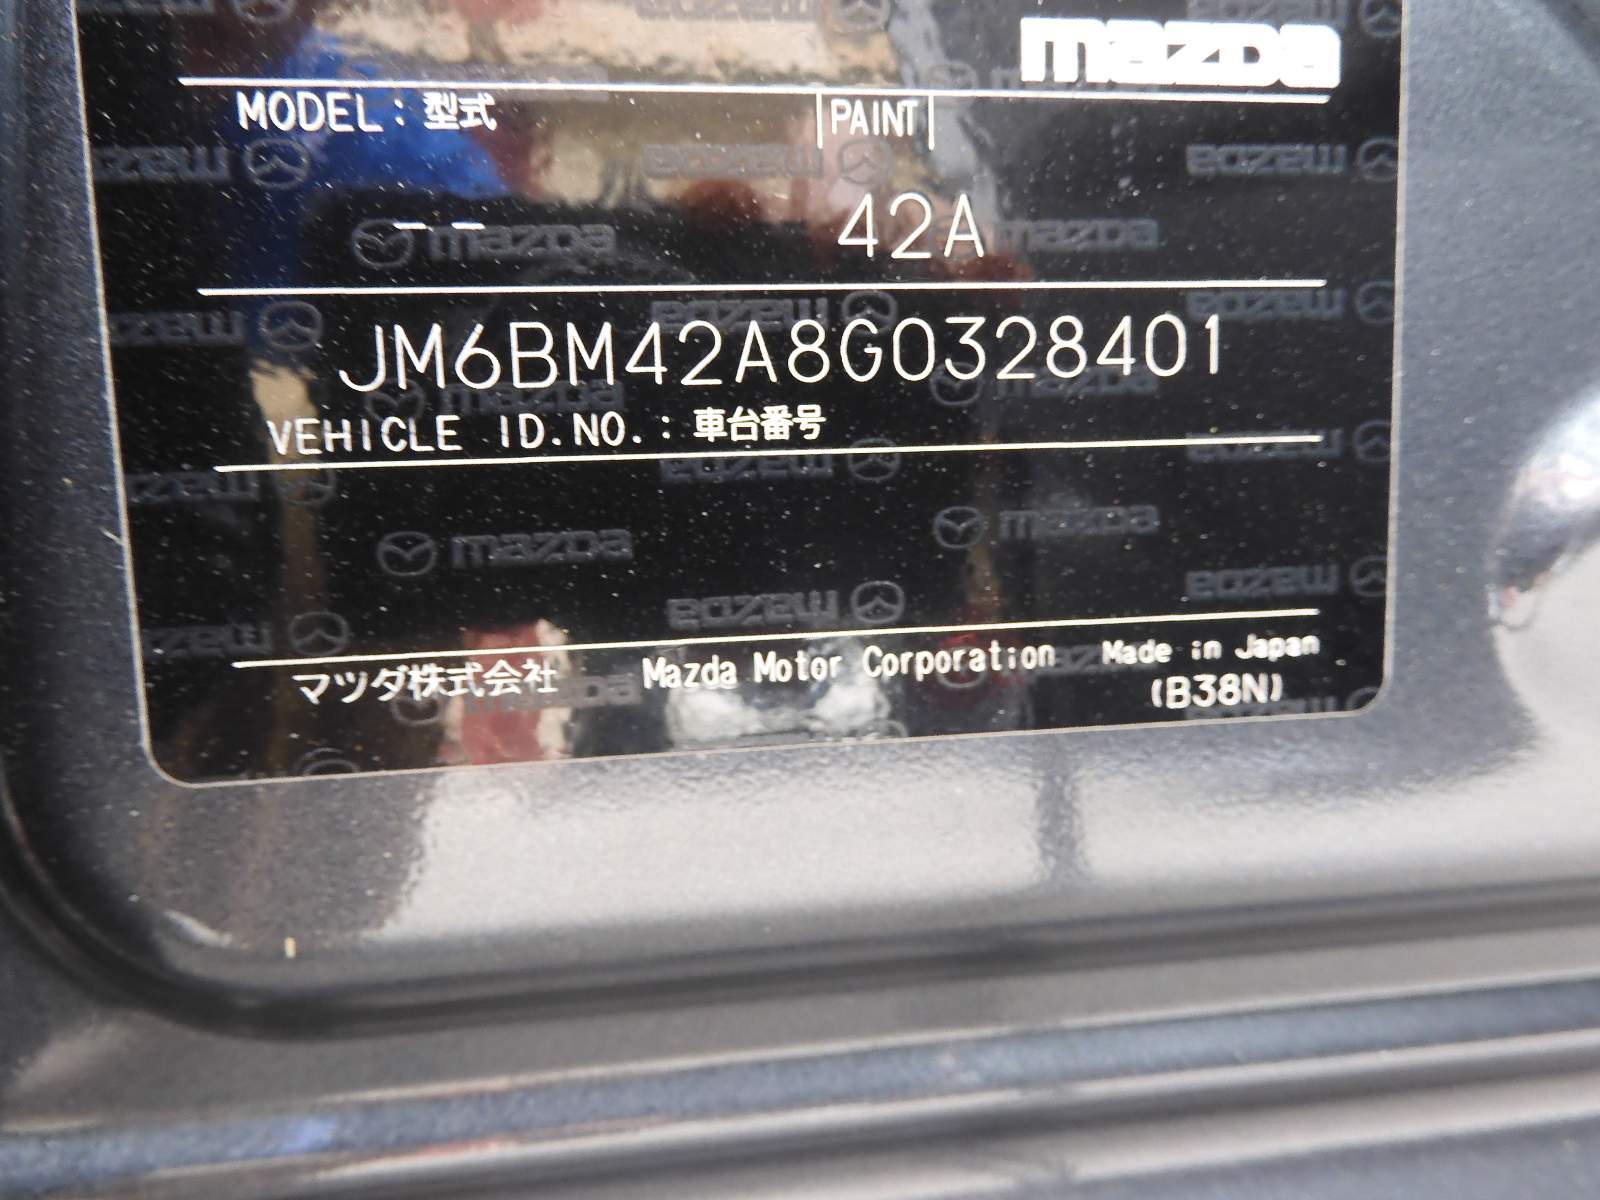 mazda
MODEL: 型式 PAINT
-- 42A
JM6BM42A8G0328401
VEHICLE ID.NO.: 車台番号
マツダ株式会社 Mazda Motor Corporation Made in Japan
(B38N)